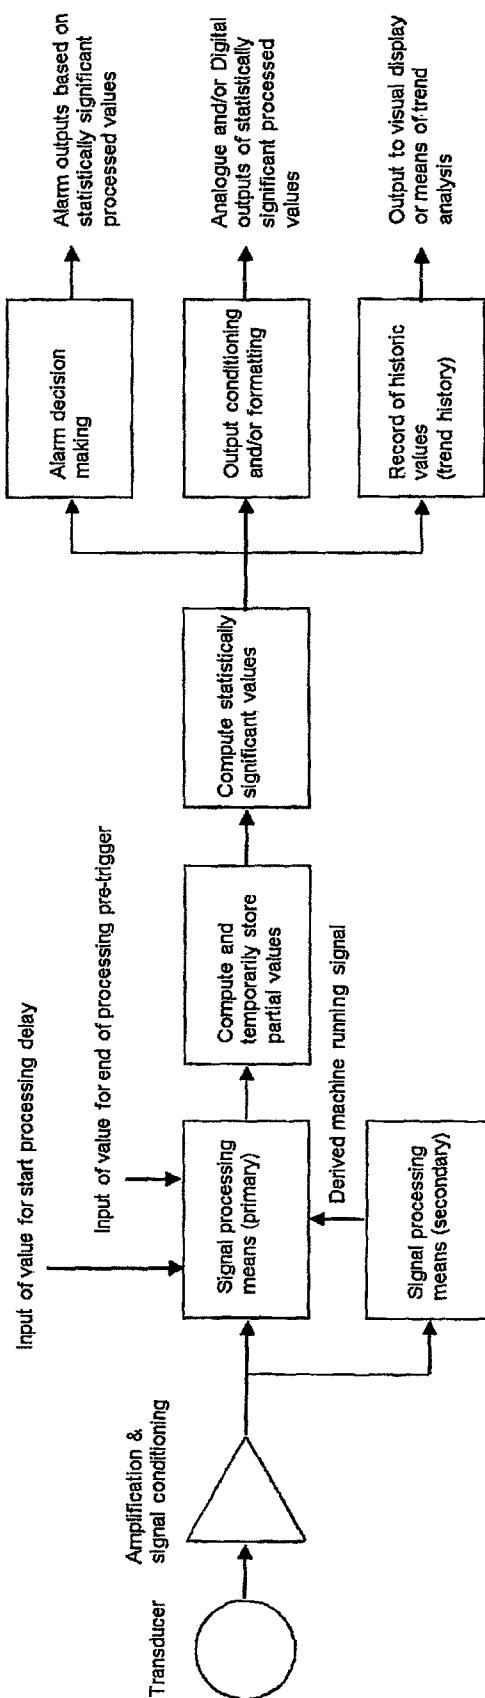 Transducer
Amplification &
signal conditioning
Input of value for start processing delay
Input of value for end of processing pre-trigger
Signal processing
means (primary)
Derived machine running signal
Signal processing
means (secondary)
Compute and
temporarily store
partial values
Compute statistically
significant values
Alarm decision
making
Alarm outputs based on
statistically significant
processed values
Output conditioning
and/or formatting
Analogue and/or Digital
outputs of statistically
significant processed
values
Record of historic
values
(trend history)
Output to visual display
or means of trend
analysis